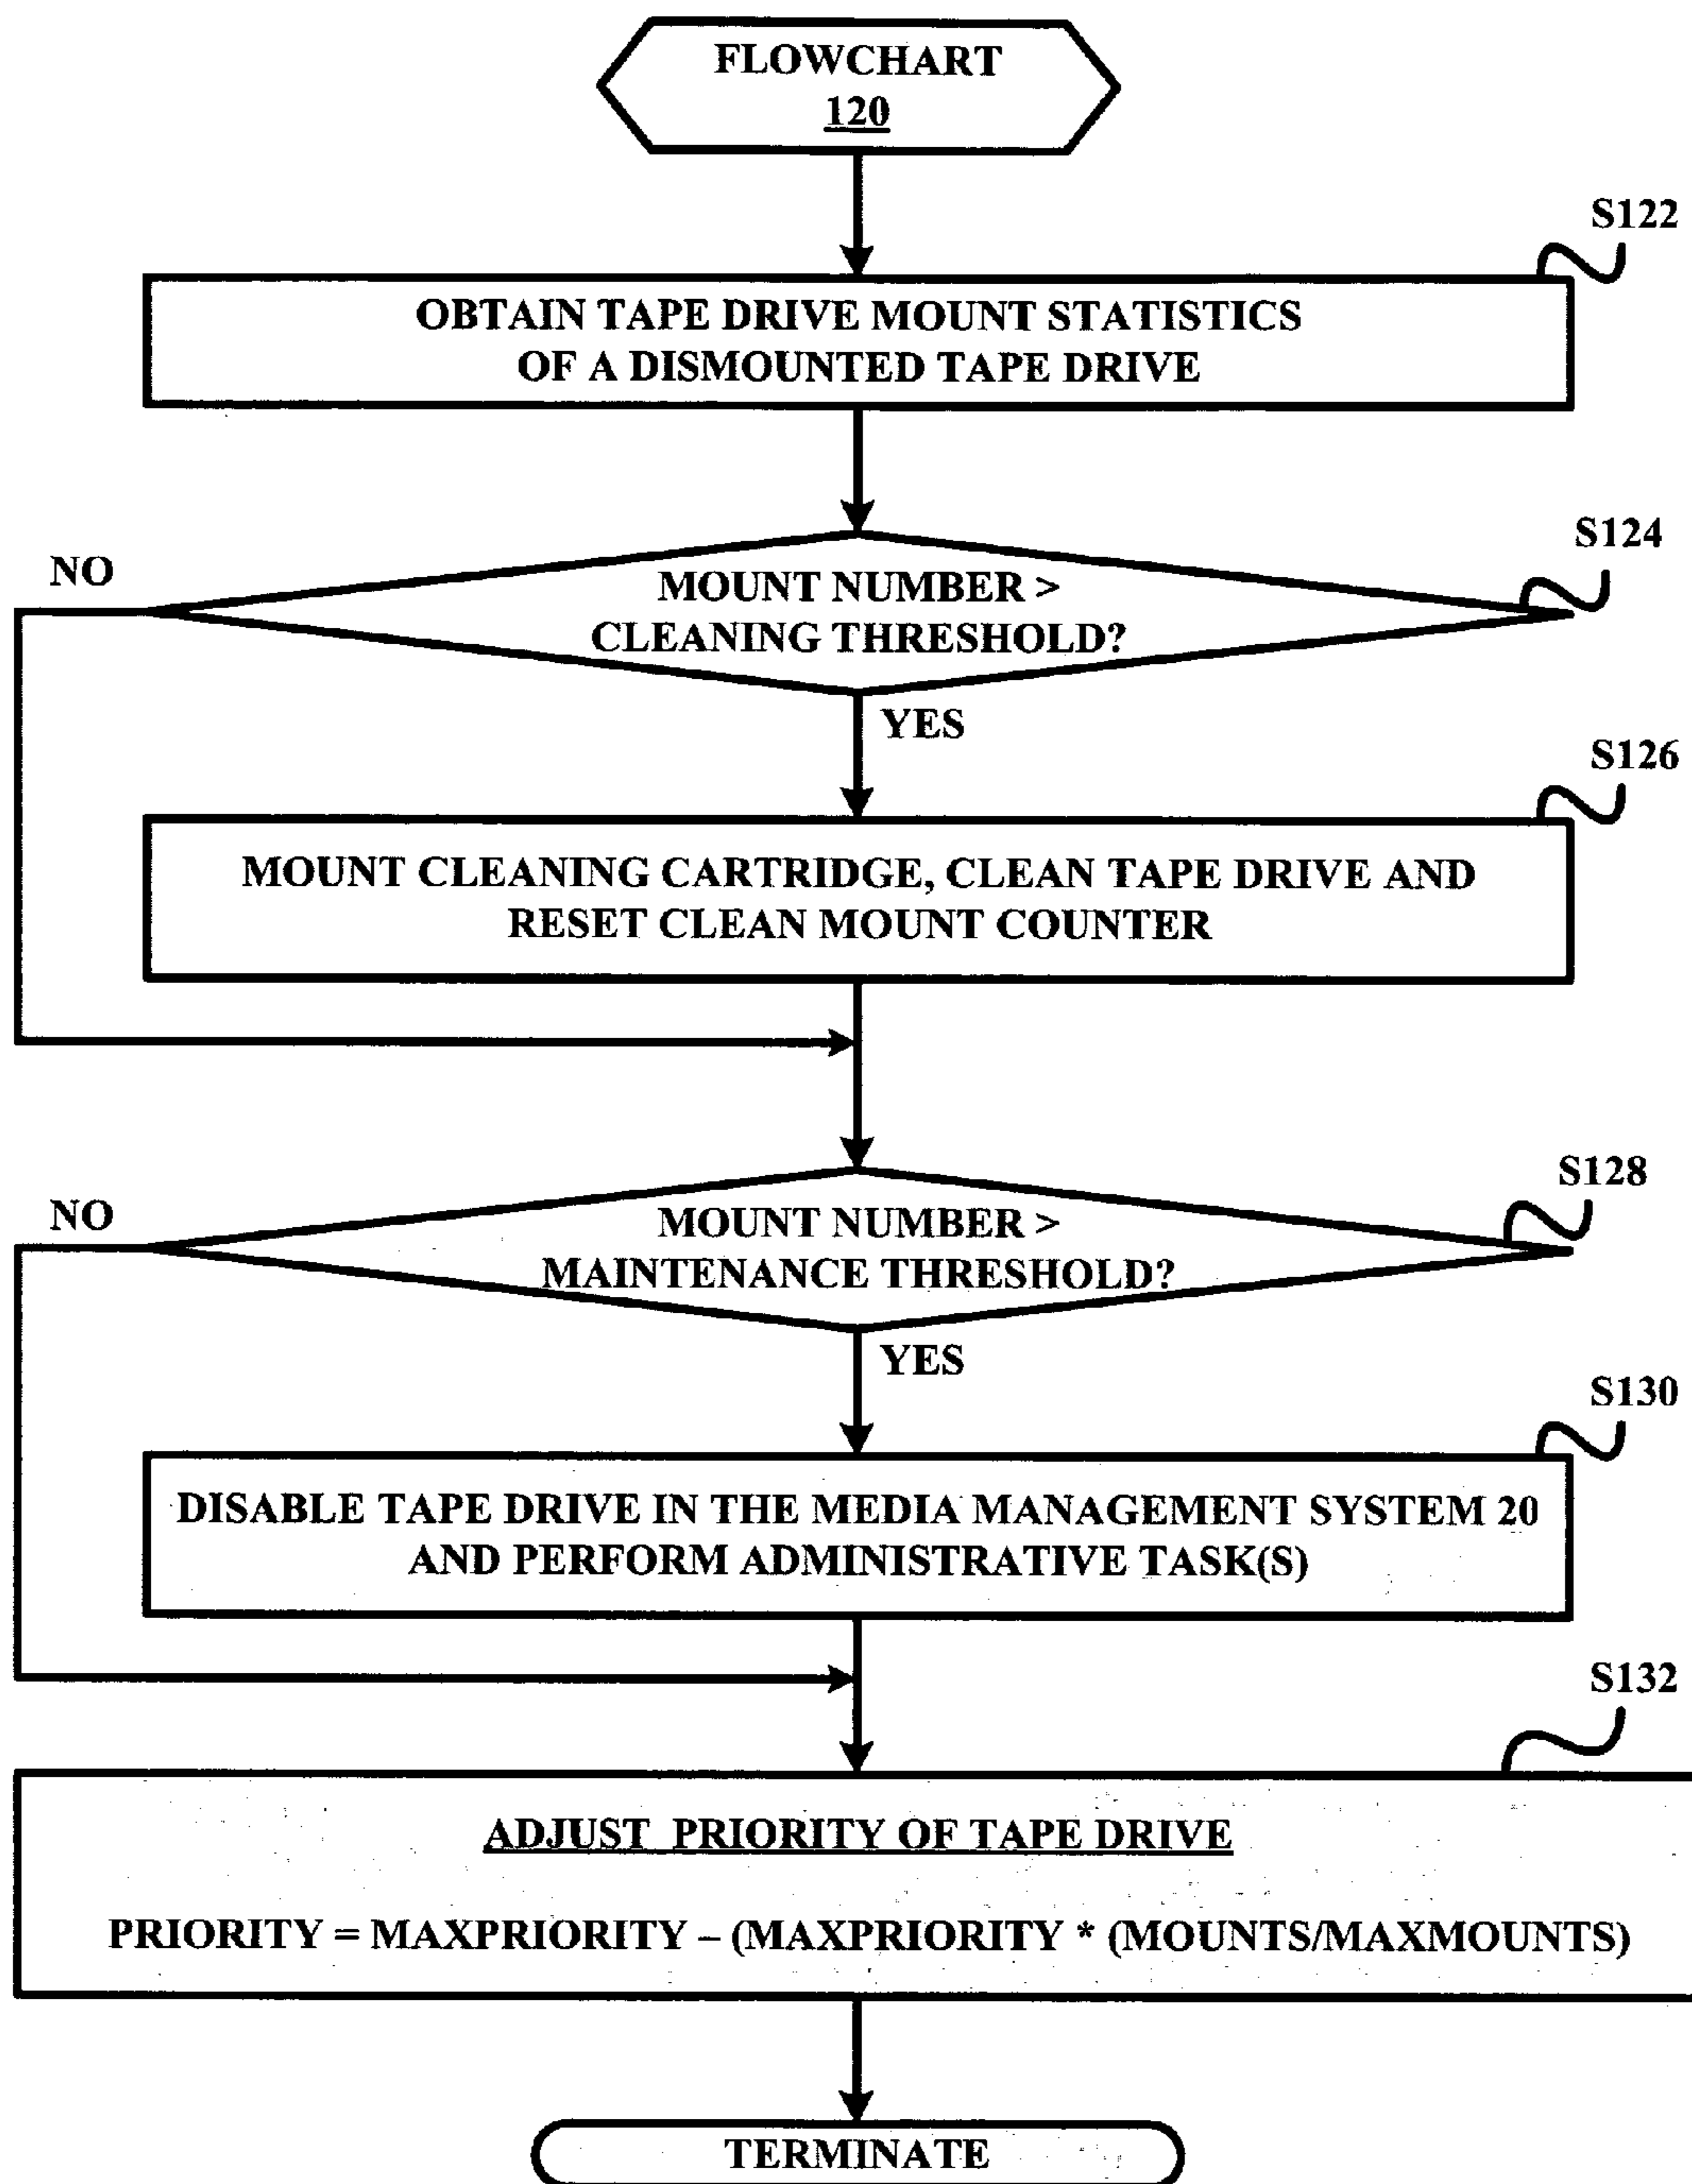 FLOWCHART
120
S122
OBTAIN TAPE DRIVE MOUNT STATISTICS
OF A DISMOUNTED TAPE DRIVE
S124
NO
MOUNT NUMBER >
CLEANING THRESHOLD?
YES
S126
MOUNT CLEANING CARTRIDGE, CLEAN TAPE DRIVE AND
RESET CLEAN MOUNT COUNTER
S128
NO
MOUNT NUMBER >
MAINTENANCE THRESHOLD?
YES
S130
DISABLE TAPE DRIVE IN THE MEDIA MANAGEMENT SYSTEM 20
AND PERFORM ADMINISTRATIVE TASK(S)
S132
ADJUST PRIORITY OF TAPE DRIVE
PRIORITY = MAXPRIORITY – (MAXPRIORITY * (MOUNTS/MAXMOUNTS)
TERMINATE